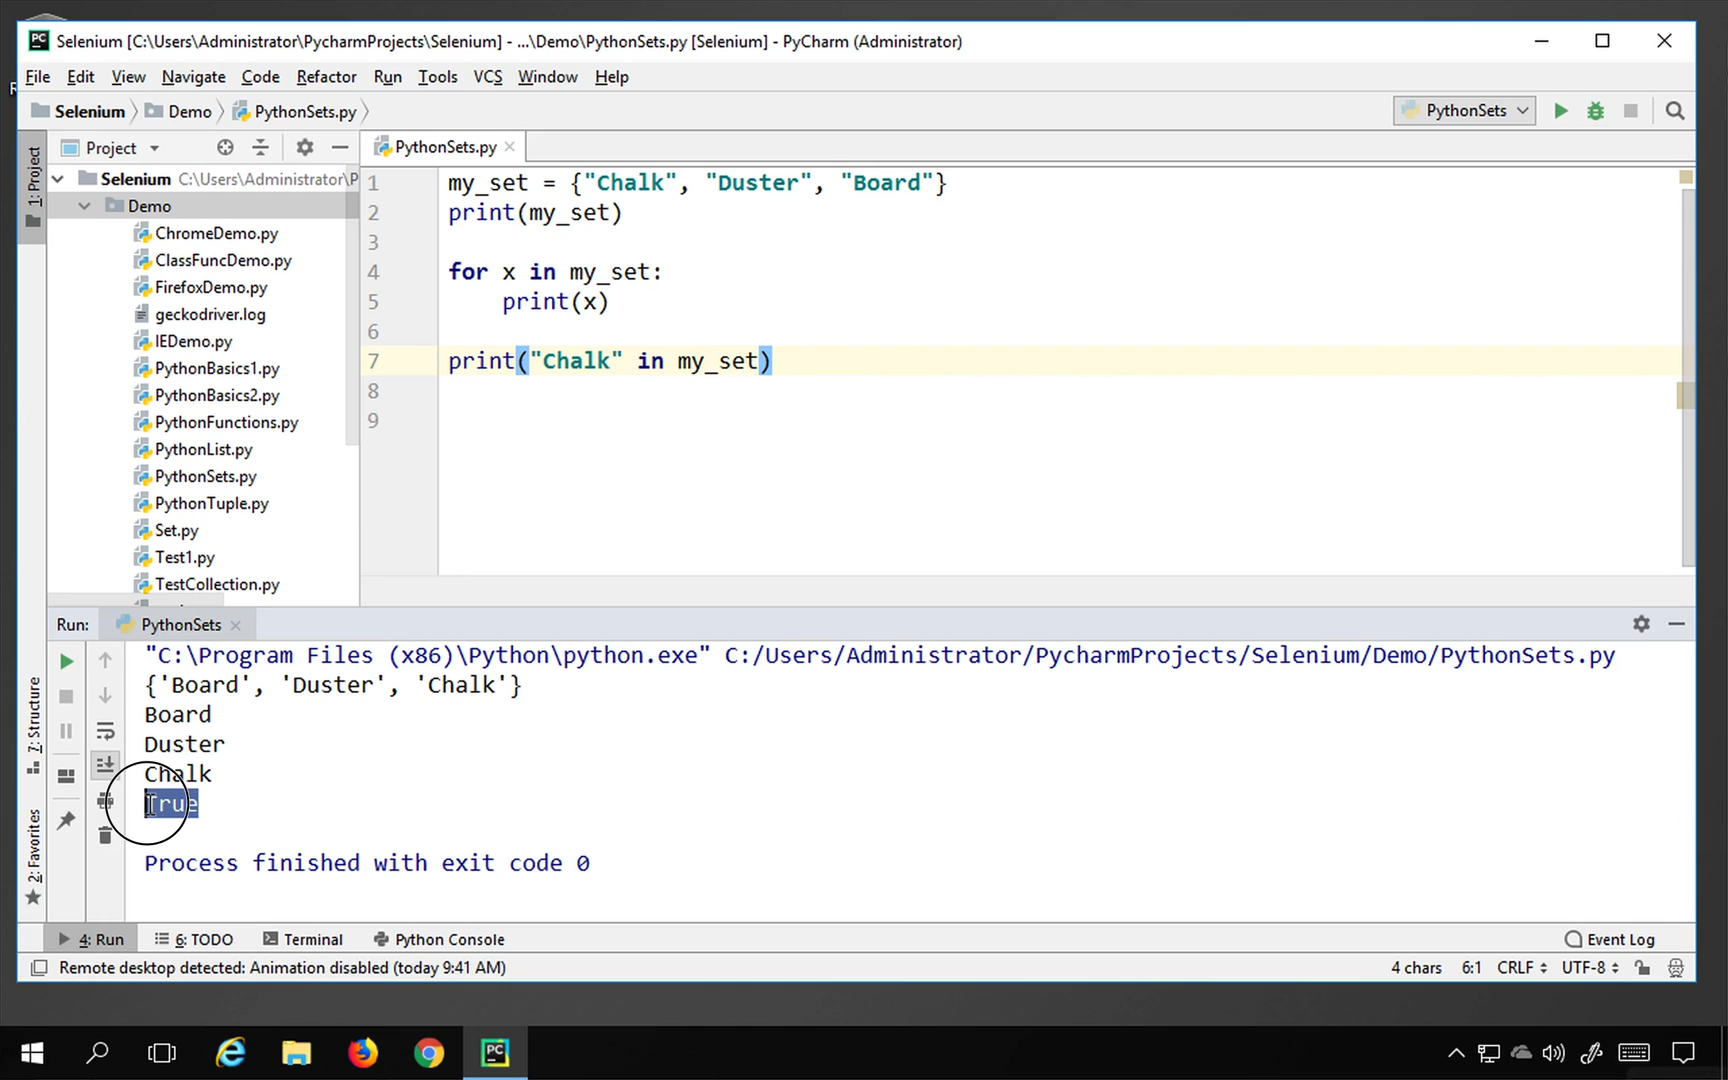 Selenium [C:\Users\Administrator\PycharmProjects\Selenium] - ...\Demo\PythonSets.py [Selenium] - PyCharm (Administrator)
File Edit View Navigate Code Refactor Run Tools VCS Window Help
Selenium Demo PythonSets.py PythonSets
1: Project
Project
PythonSets.py
Selenium C:\Users\Administrator\P
Demo
ChromeDemo.py
ClassFuncDemo.py
FirefoxDemo.py
geckodriver.log
IEDemo.py
PythonBasics1.py
PythonBasics2.py
PythonFunctions.py
PythonList.py
PythonSets.py
PythonTuple.py
Set.py
Test1.py
TestCollection.py
1 my_set = {"Chalk", "Duster", "Board"}
2 print(my_set)
3
4 for x in my_set:
5 print(x)
6
7 print("Chalk" in my_set)
8
9
Run: PythonSets
"C:\Program Files (x86)\Python\python.exe" C:/Users/Administrator/PycharmProjects/Selenium/Demo/PythonSets.py
{'Board', 'Duster', 'Chalk'}
Board
Duster
Chalk
True
Process finished with exit code 0
7: Structure
2: Favorites
4: Run 6: TODO Terminal Python Console Event Log
Remote desktop detected: Animation disabled (today 9:41 AM) 4 chars 6:1 CRLF UTF-8